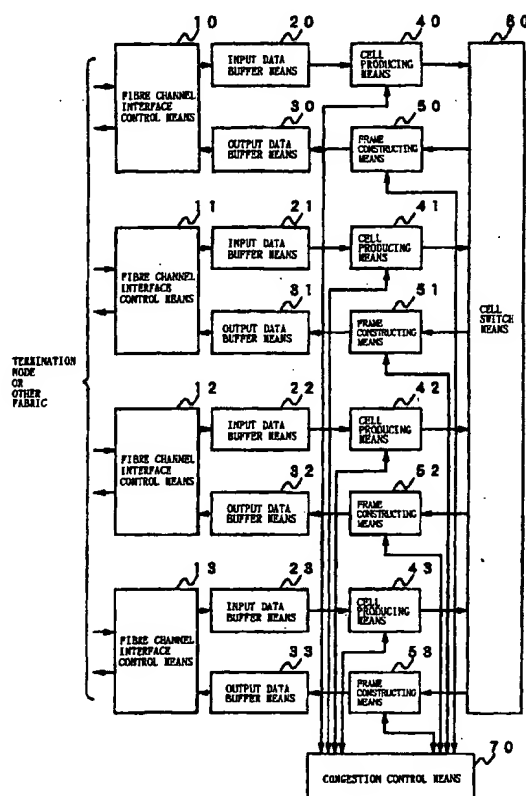 10 20 40 60
FIBRE CHANNEL
INTERFACE
CONTROL MEANS
INPUT DATA
BUFFER MEANS
CELL
PRODUCING
MEANS
30 50
OUTPUT DATA
BUFFER MEANS
FRAME
CONSTRUCTING
MEANS
11 21 41
FIBRE CHANNEL
INTERFACE
CONTROL MEANS
INPUT DATA
BUFFER MEANS
CELL
PRODUCING
MEANS
31 51
OUTPUT DATA
BUFFER MEANS
FRAME
CONSTRUCTING
MEANS
CELL
SWITCH
MEANS
TERMINATION
NODE
OR
OTHER
FABRIC
12 22 42
FIBRE CHANNEL
INTERFACE
CONTROL MEANS
INPUT DATA
BUFFER MEANS
CELL
PRODUCING
MEANS
32 52
OUTPUT DATA
BUFFER MEANS
FRAME
CONSTRUCTING
MEANS
13 23 43
FIBRE CHANNEL
INTERFACE
CONTROL MEANS
INPUT DATA
BUFFER MEANS
CELL
PRODUCING
MEANS
33 53
OUTPUT DATA
BUFFER MEANS
FRAME
CONSTRUCTING
MEANS
70
CONGESTION CONTROL MEANS